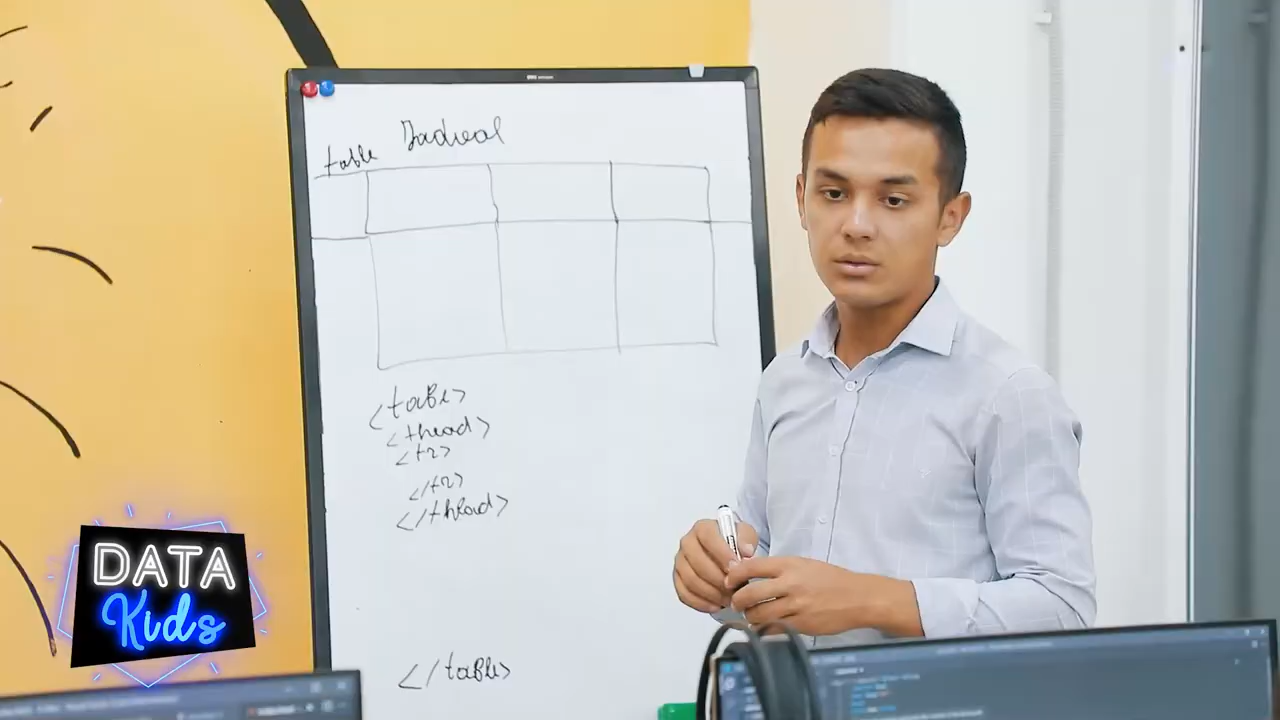 Jadval
table
<table>
<thead>
<tr>
</tr>
</thead>
</table>
DATA
Kids